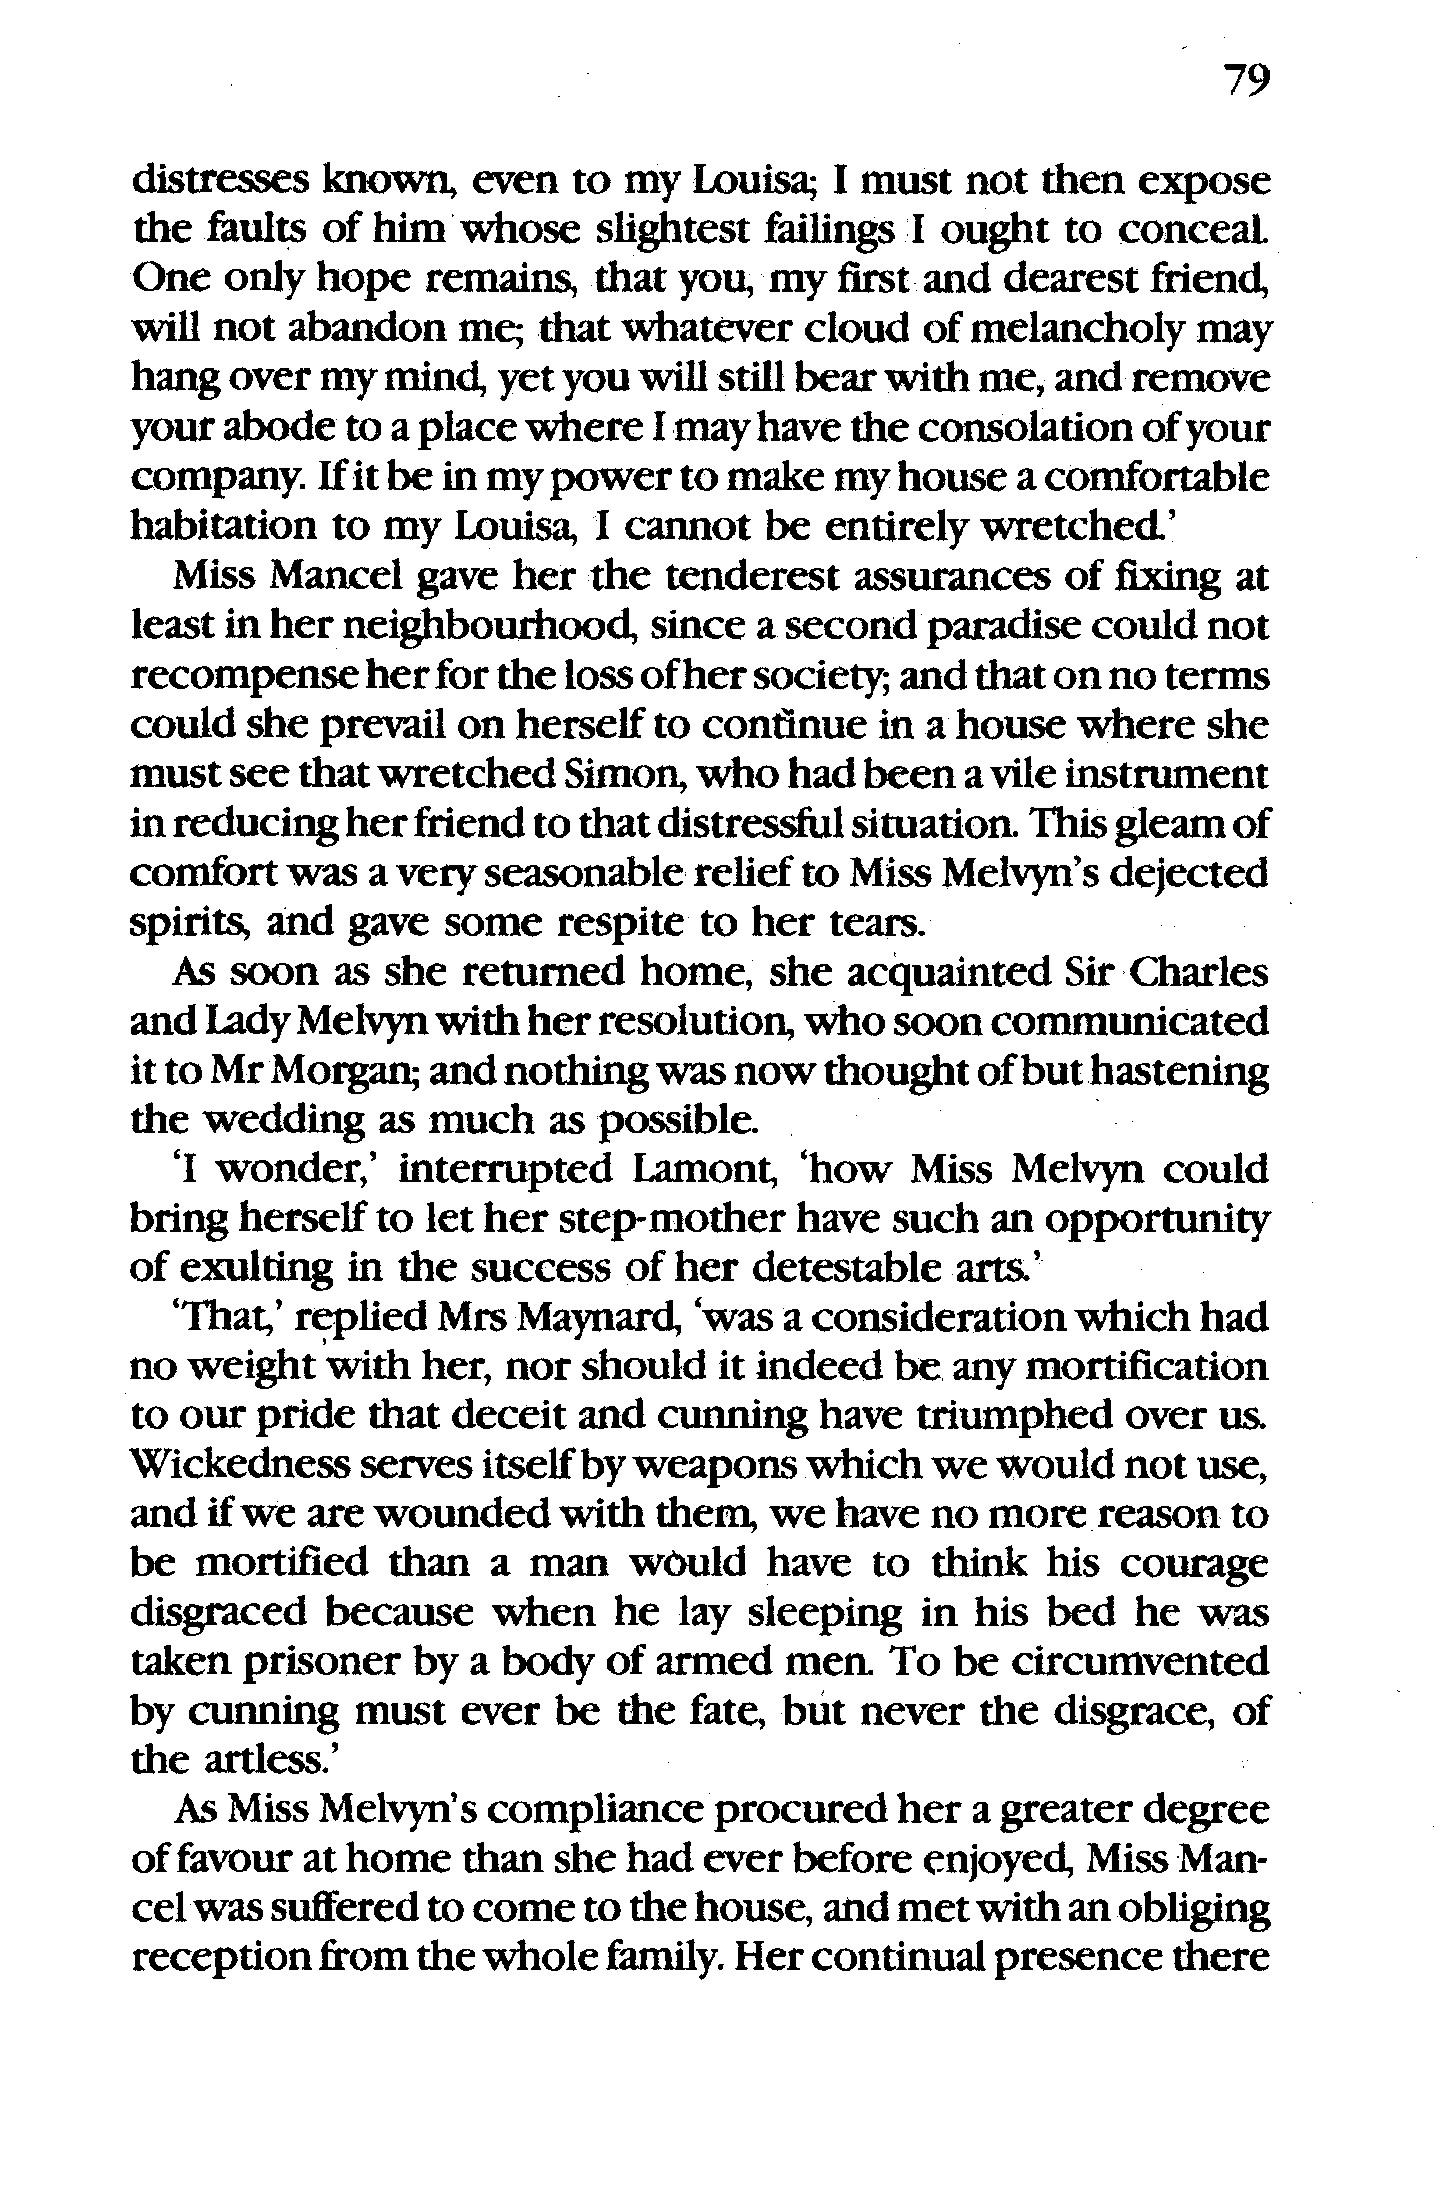 79
distresses known, even to my Louisa; I must not then expose
the faults of him whose slightest failings I ought to conceal.
One only hope remains, that you, my first and dearest friend,
will not abandon me; that whatever cloud of melancholy may
hang over my mind, yet you will still bear with me, and remove
your abode to a place where I may have the consolation of your
company. If it be in my power to make my house a comfortable
habitation to my Louisa, I cannot be entirely wretched.’
Miss Mancel gave her the tenderest assurances of fixing at
least in her neighbourhood, since a second paradise could not
recompense her for the loss of her society; and that on no terms
could she prevail on herself to continue in a house where she
must see that wretched Simon, who had been a vile instrument
in reducing her friend to that distressful situation. This gleam of
comfort was a very seasonable relief to Miss Melvyn’s dejected
spirits, and gave some respite to her tears.
As soon as she returned home, she acquainted Sir Charles
and Lady Melvyn with her resolution, who soon communicated
it to Mr Morgan; and nothing was now thought of but hastening
the wedding as much as possible.
‘I wonder,’ interrupted Lamont, ‘how Miss Melvyn could
bring herself to let her step-mother have such an opportunity
of exulting in the success of her detestable arts.’
‘That,’ replied Mrs Maynard, ‘was a consideration which had
no weight with her, nor should it indeed be any mortification
to our pride that deceit and cunning have triumphed over us.
Wickedness serves itself by weapons which we would not use,
and if we are wounded with them, we have no more reason to
be mortified than a man would have to think his courage
disgraced because when he lay sleeping in his bed he was
taken prisoner by a body of armed men. To be circumvented
by cunning must ever be the fate, but never the disgrace, of
the artless.’
As Miss Melvyn’s compliance procured her a greater degree
of favour at home than she had ever before enjoyed, Miss Man-
cel was suffered to come to the house, and met with an obliging
reception from the whole family. Her continual presence there